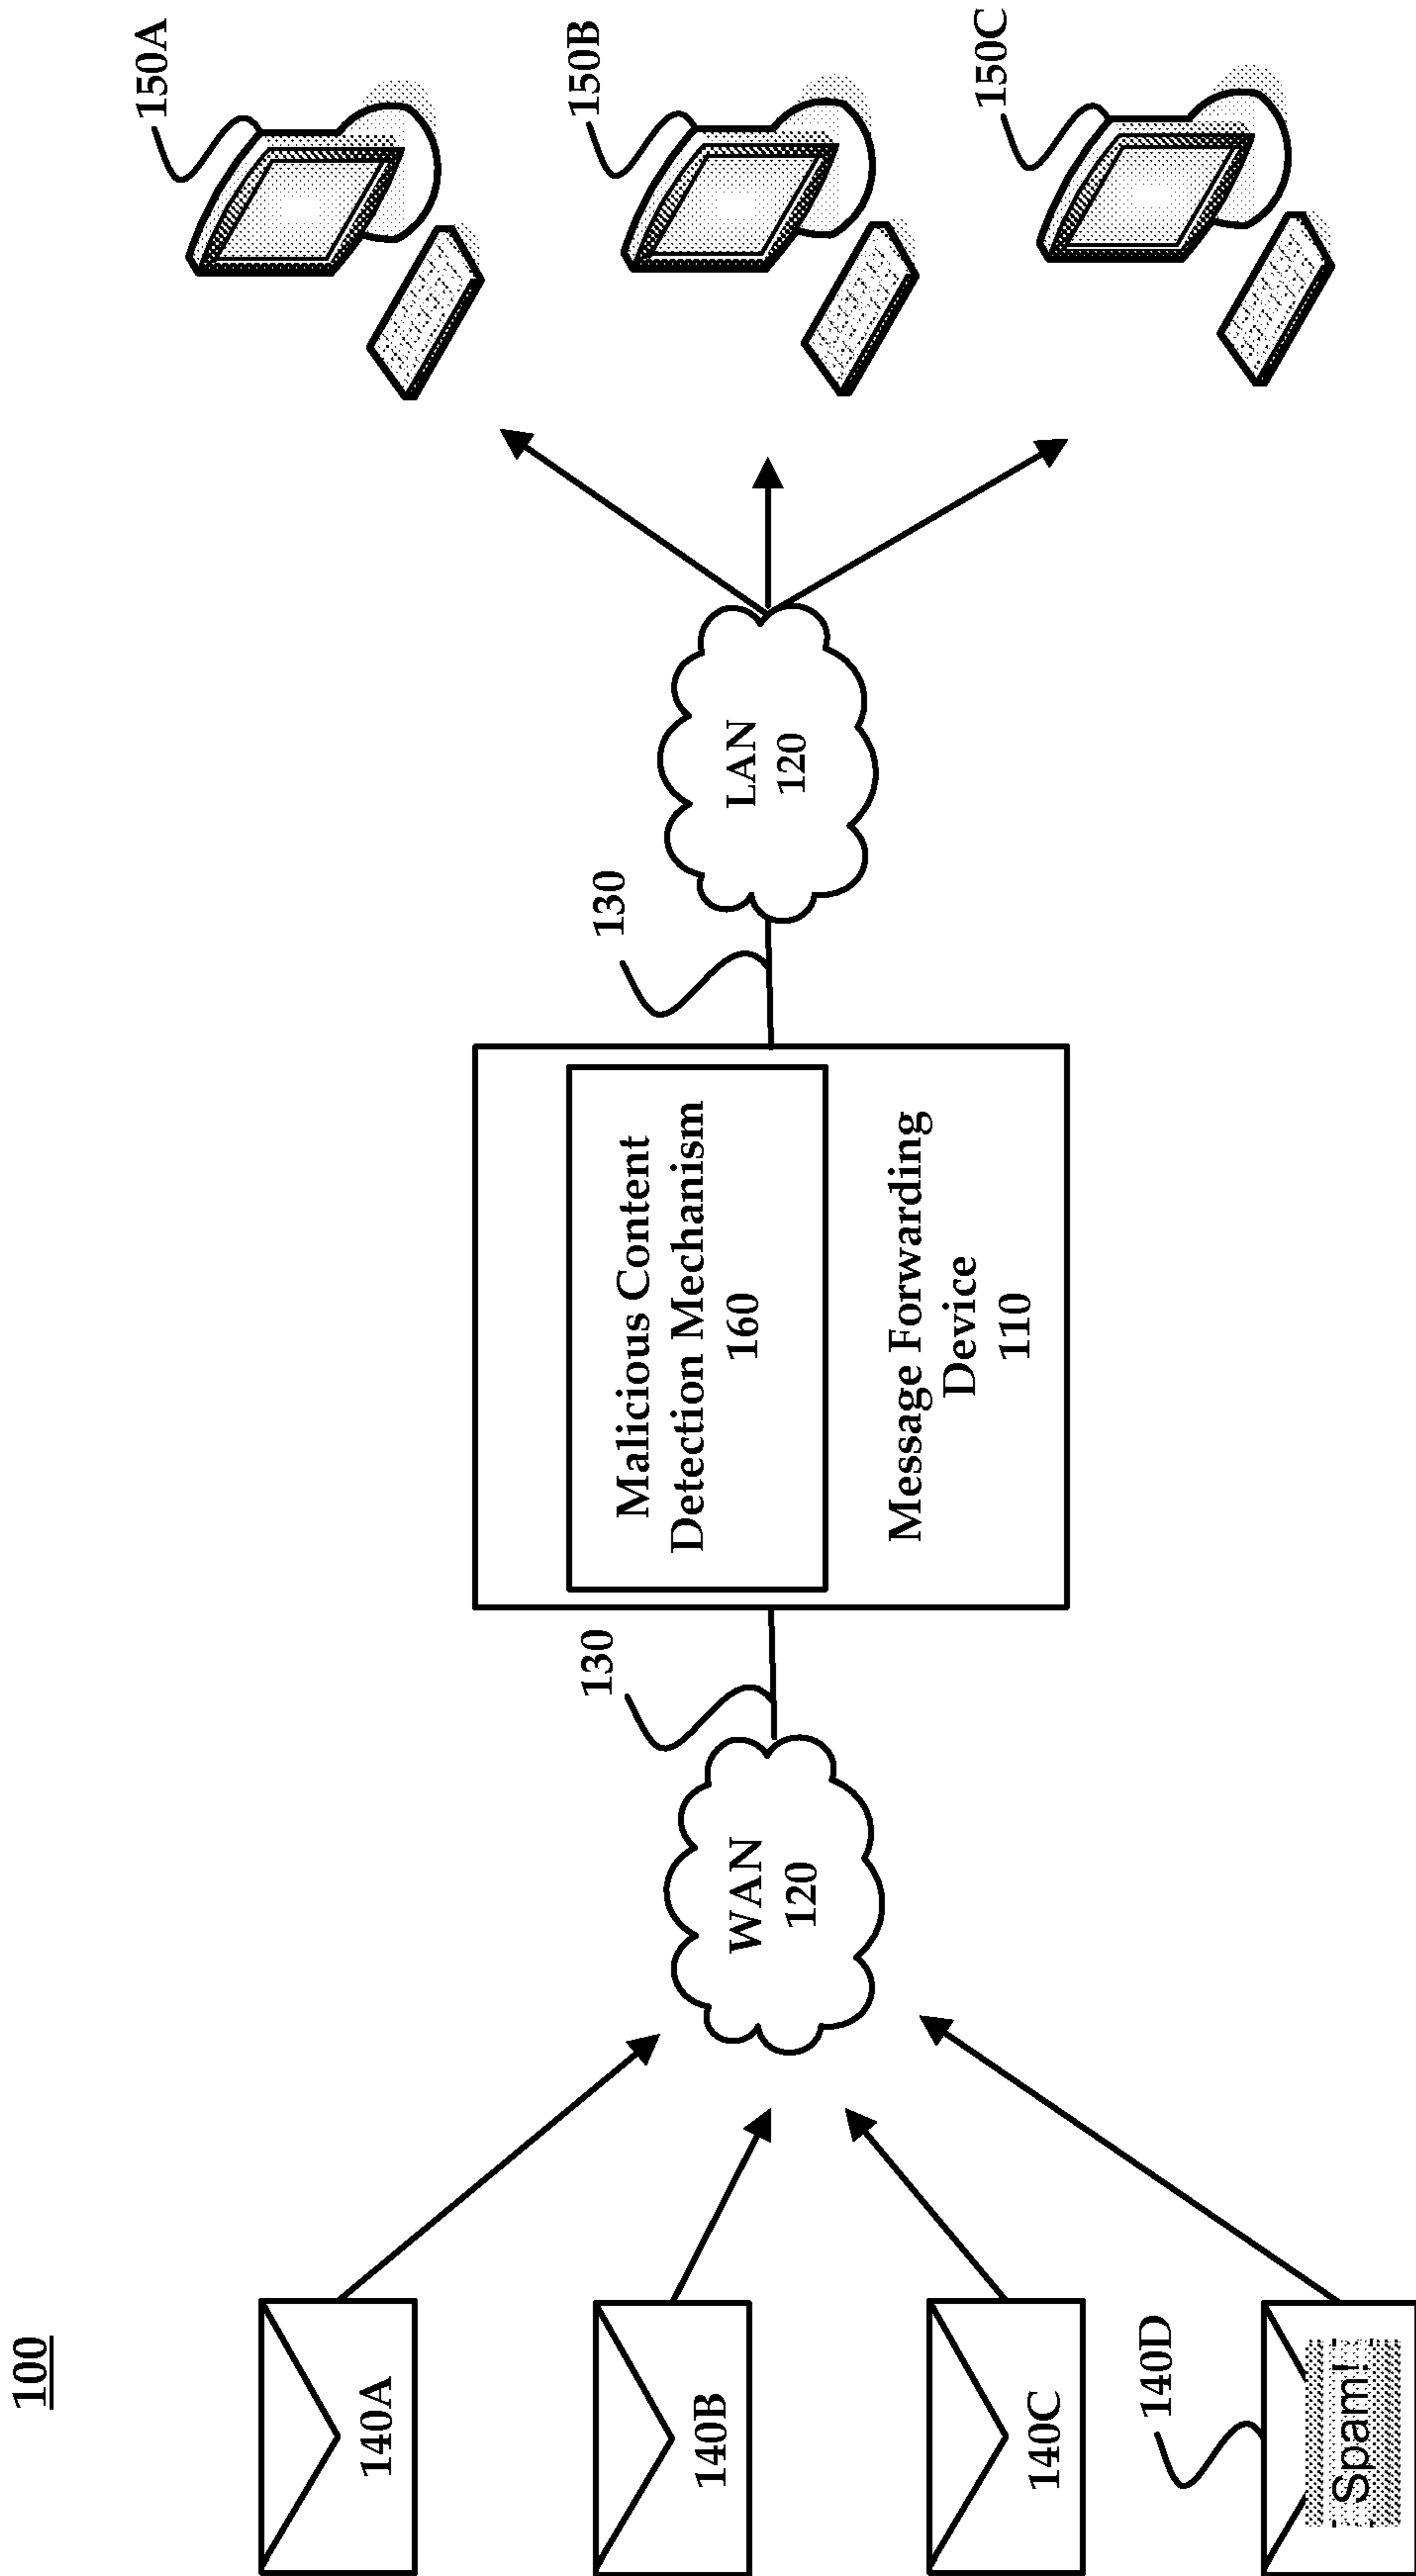 100
140A
140B
140C
140D
Spam!
WAN
120
130
Malicious Content
Detection Mechanism
160
Message Forwarding
Device
110
130
LAN
120
150A
150B
150C